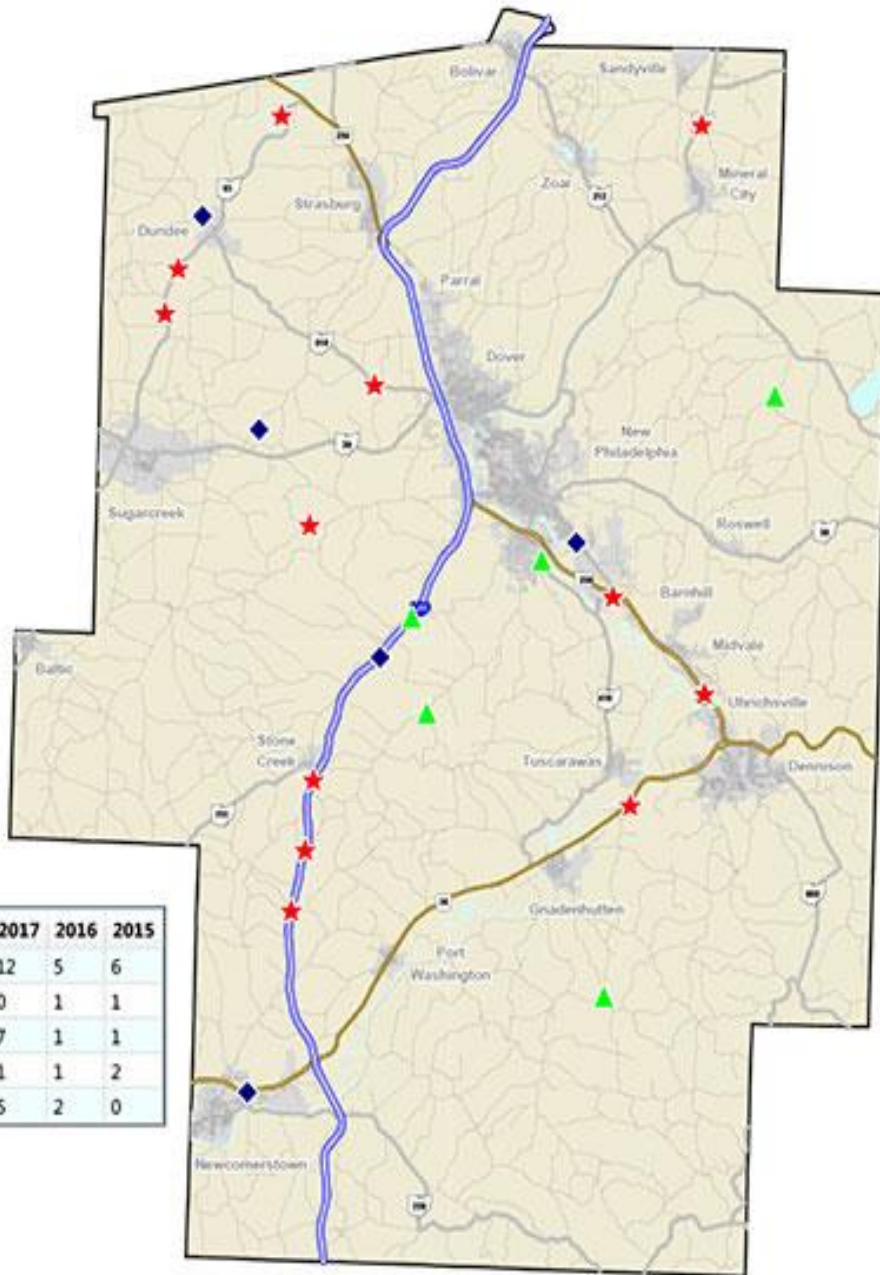 Bolivar
Sandyville
Zoar
Mineral
City
Strasburg
Dundee
Parral
Dover
New
Philadelphia
Sugarcreek
Roswell
Barnhill
Midvale
Baltic
Uhrichsville
Stone
Creek
Tuscarawas
Dennison
Gnadenhutten
Port
Washington
Newcomerstown
2017 2016 2015
12 5 6
0 1 1
7 1 1
1 1 2
5 2 0